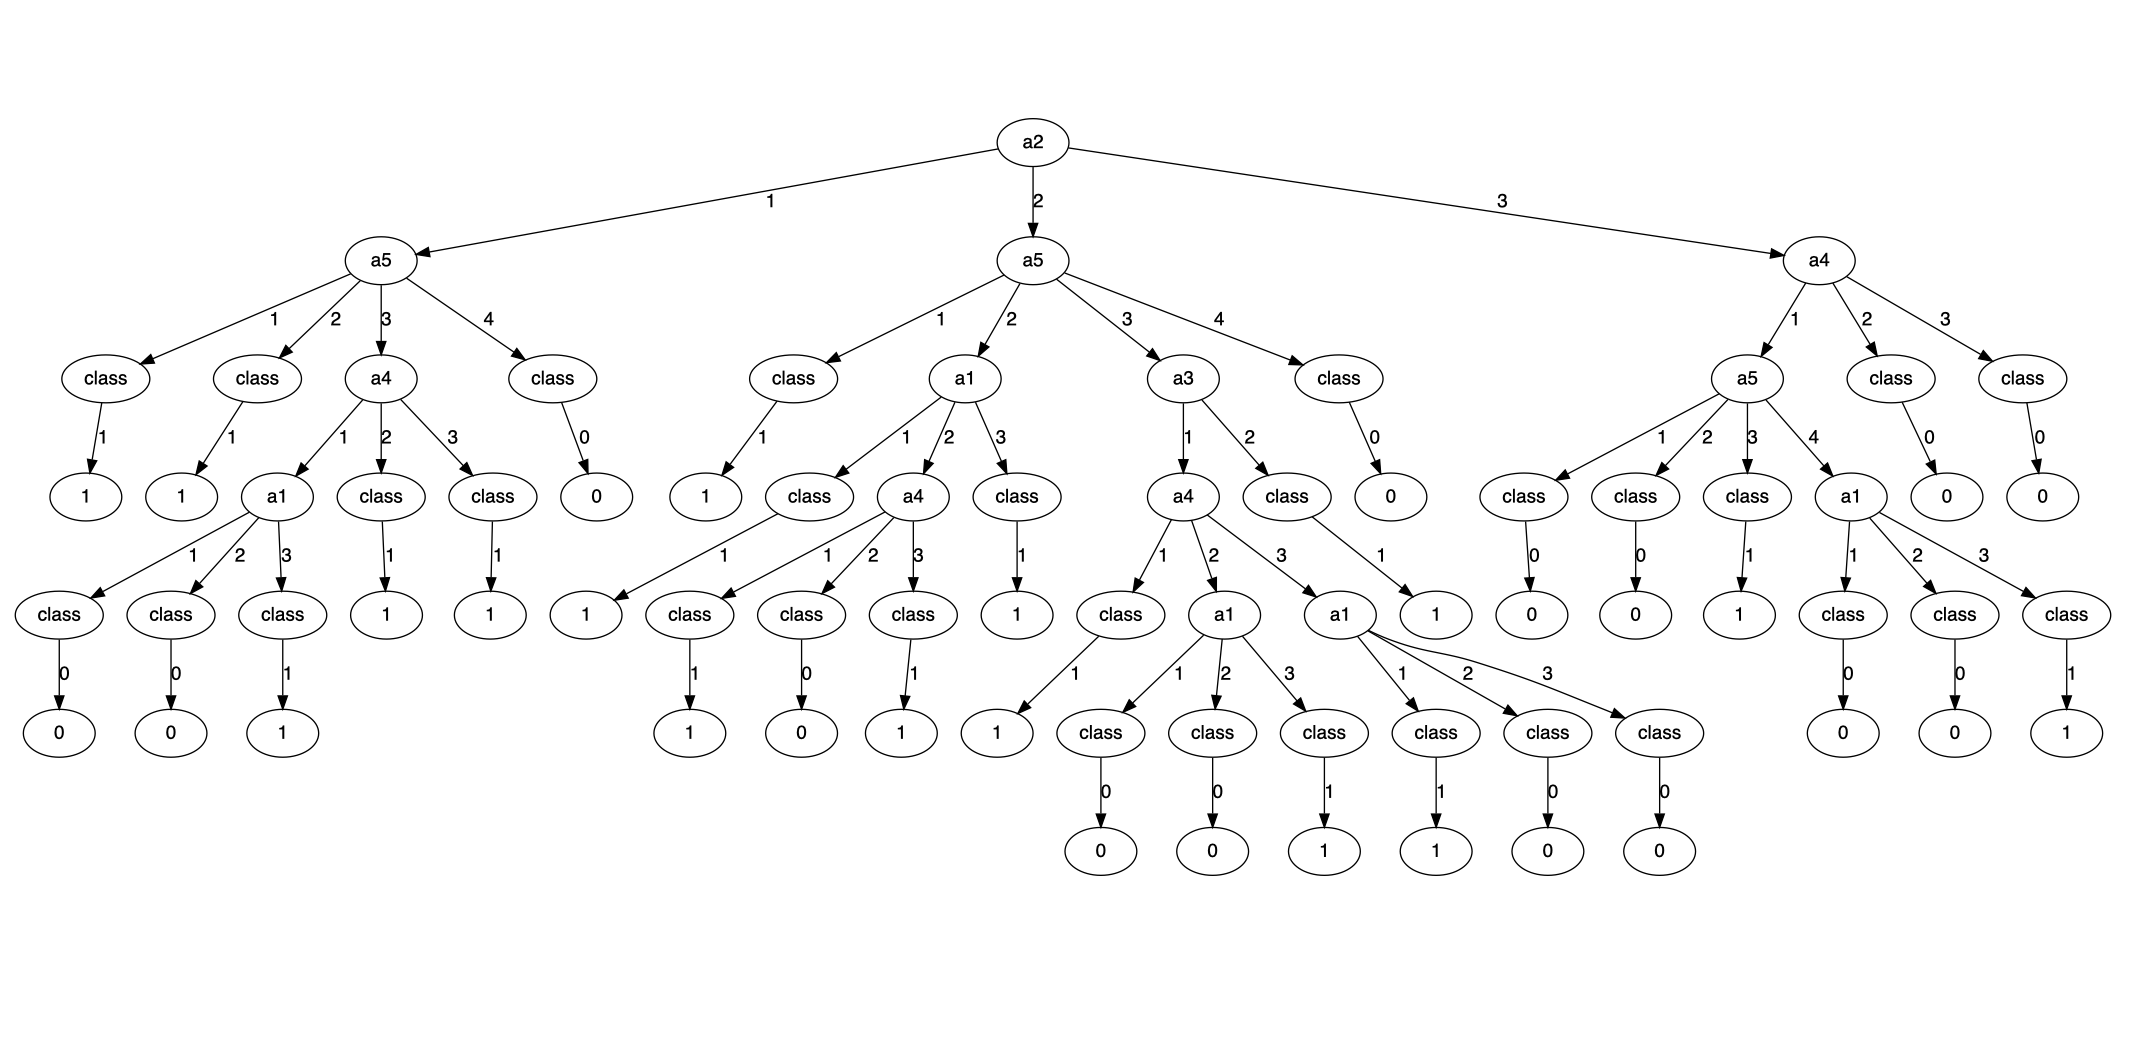 a2
1 2 3
a5 a5 a4
1 2 3 4 1 2 3 4 1 2 3
class class a4 class class a1 a3 class a5 class class
1 1 1 2 3 0 1 1 2 3 1 2 0 1 2 3 4 0 0
1 1 a1 class class 0 1 class a4 class a4 class 0 class class class a1 0 0
1 2 3 1 1 1 1 2 3 1 1 2 3 1 0 0 1 1 2 3
class class class 1 1 1 class class class 1 class a1 a1 1 0 0 1 class class class
0 0 1 1 0 1 1 1 2 3 1 2 3 0 0 1
0 0 1 1 0 1 1 class class class class class class 0 0 1
0 0 1 1 0 0
0 0 1 1 0 0